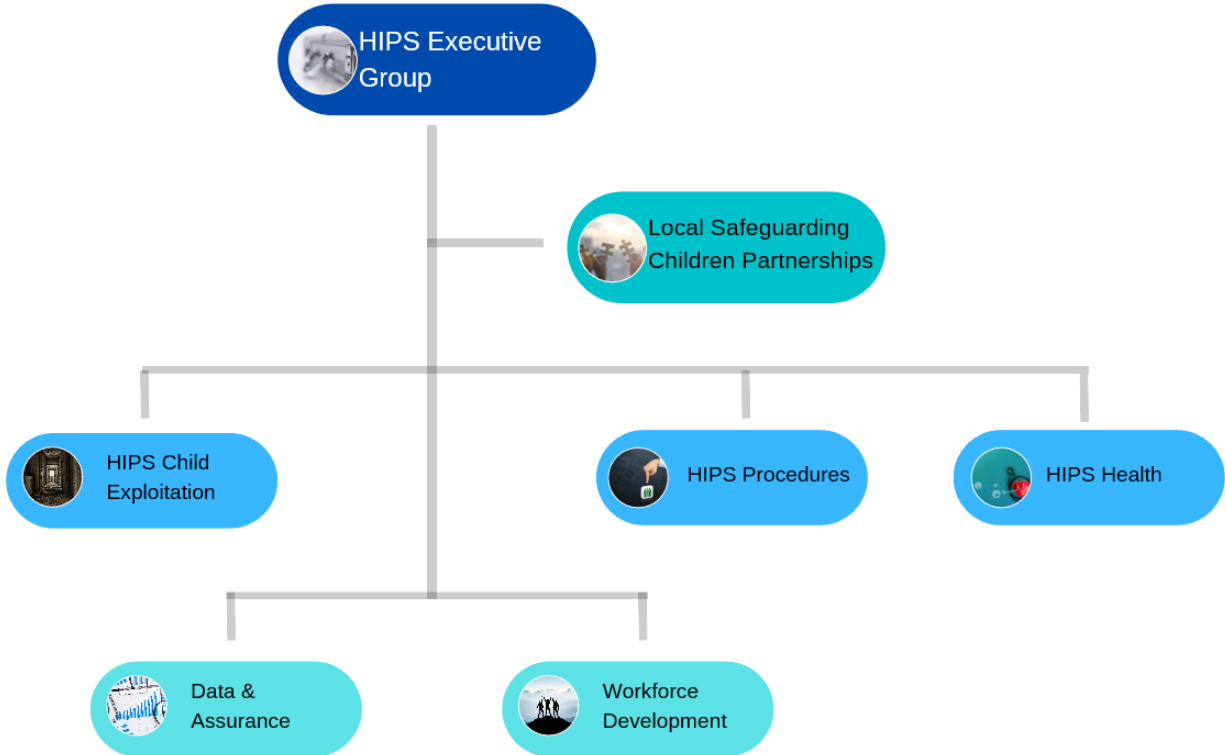 HIPS Executive
Group
Local Safeguarding
Children Partnerships
HIPS Child
Exploitation
HIPS Procedures
HIPS Health
Data &
Assurance
Workforce
Development